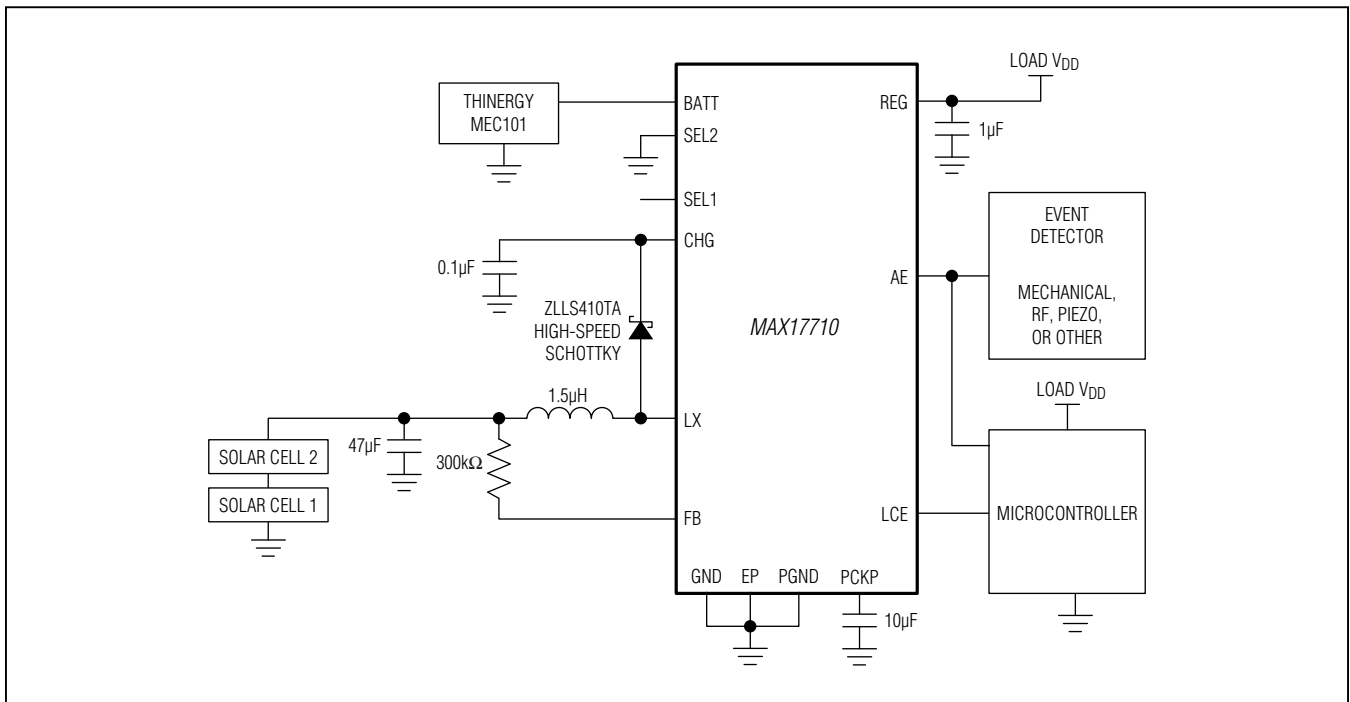 LOAD VDD
THINERGY
MEC101
BATT
REG
1µF
SEL2
SEL1
EVENT
DETECTOR
MECHANICAL,
RF, PIEZO,
OR OTHER
CHG
0.1µF
AE
ZLLS410TA
HIGH-SPEED
SCHOTTKY
MAX17710
1.5µH
LOAD VDD
LX
47µF
SOLAR CELL 2
300kΩ
SOLAR CELL 1
FB
LCE
MICROCONTROLLER
GND
EP
PGND
PCKP
10µF